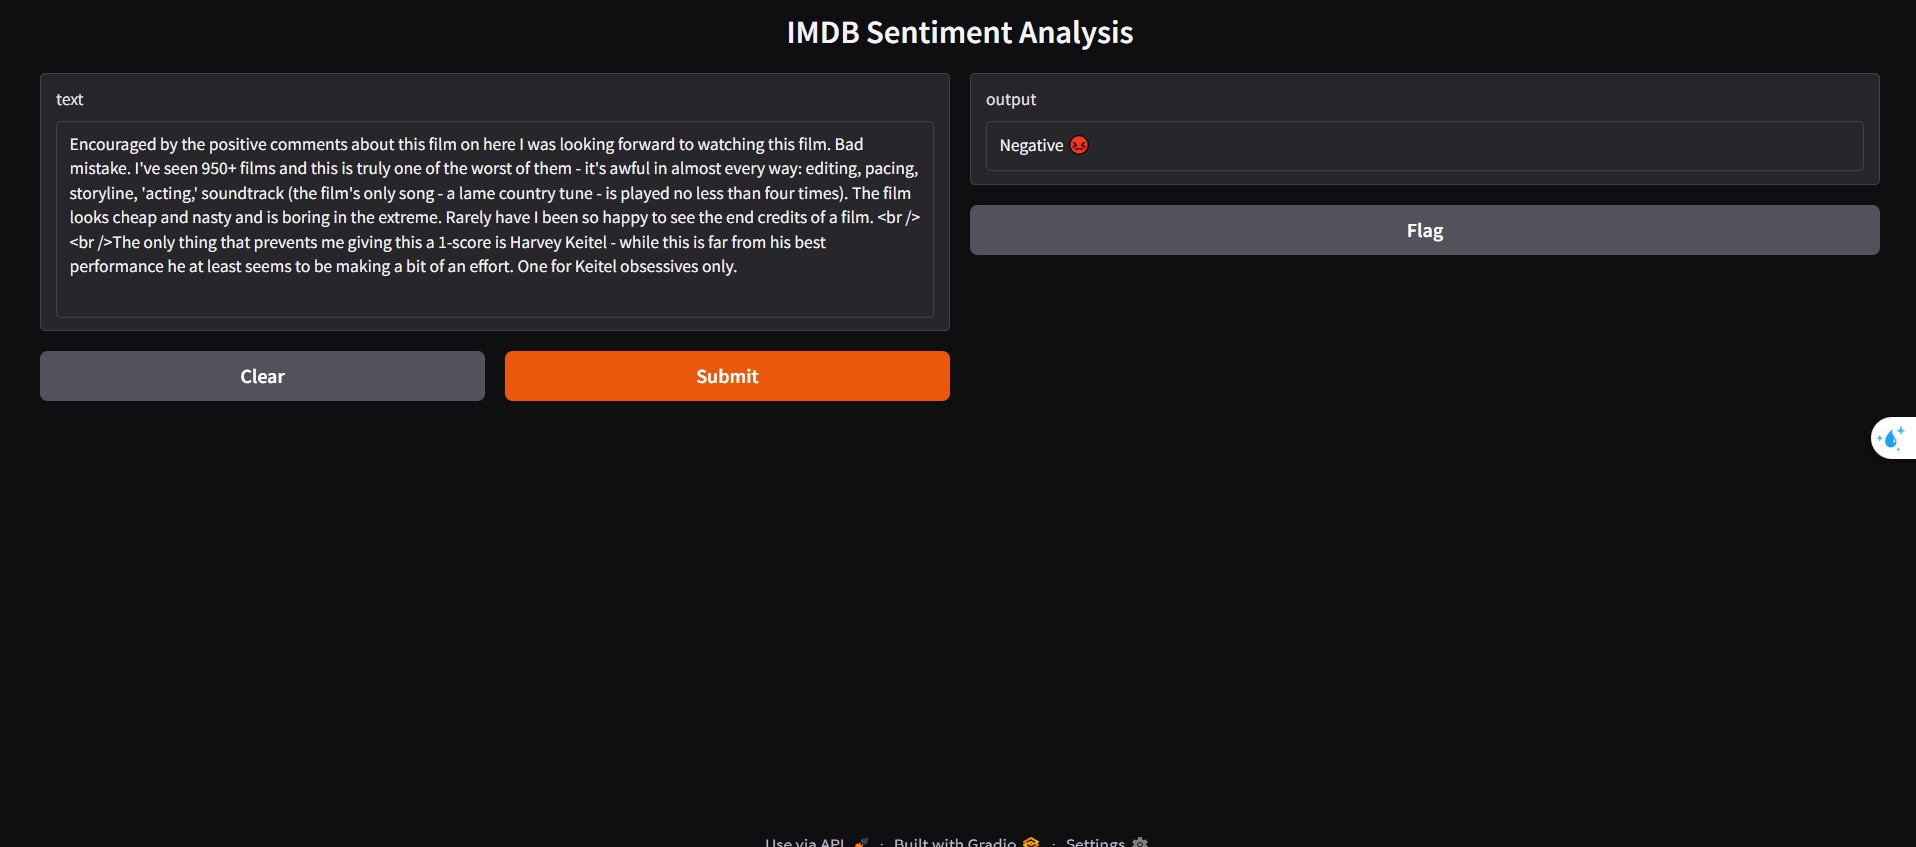 IMDB Sentiment Analysis
text
Encouraged by the positive comments about this film on here I was looking forward to watching this film. Bad
mistake. I've seen 950+ films and this is truly one of the worst of them - it's awful in almost every way: editing, pacing,
storyline, 'acting,' soundtrack (the film's only song - a lame country tune - is played no less than four times). The film
looks cheap and nasty and is boring in the extreme. Rarely have I been so happy to see the end credits of a film. <br />
<br />The only thing that prevents me giving this a 1-score is Harvey Keitel - while this is far from his best
performance he at least seems to be making a bit of an effort. One for Keitel obsessives only.
Clear
Submit
output
Negative 😡
Flag
Use via API 🚀 · Built with Gradio · Settings ⚙️